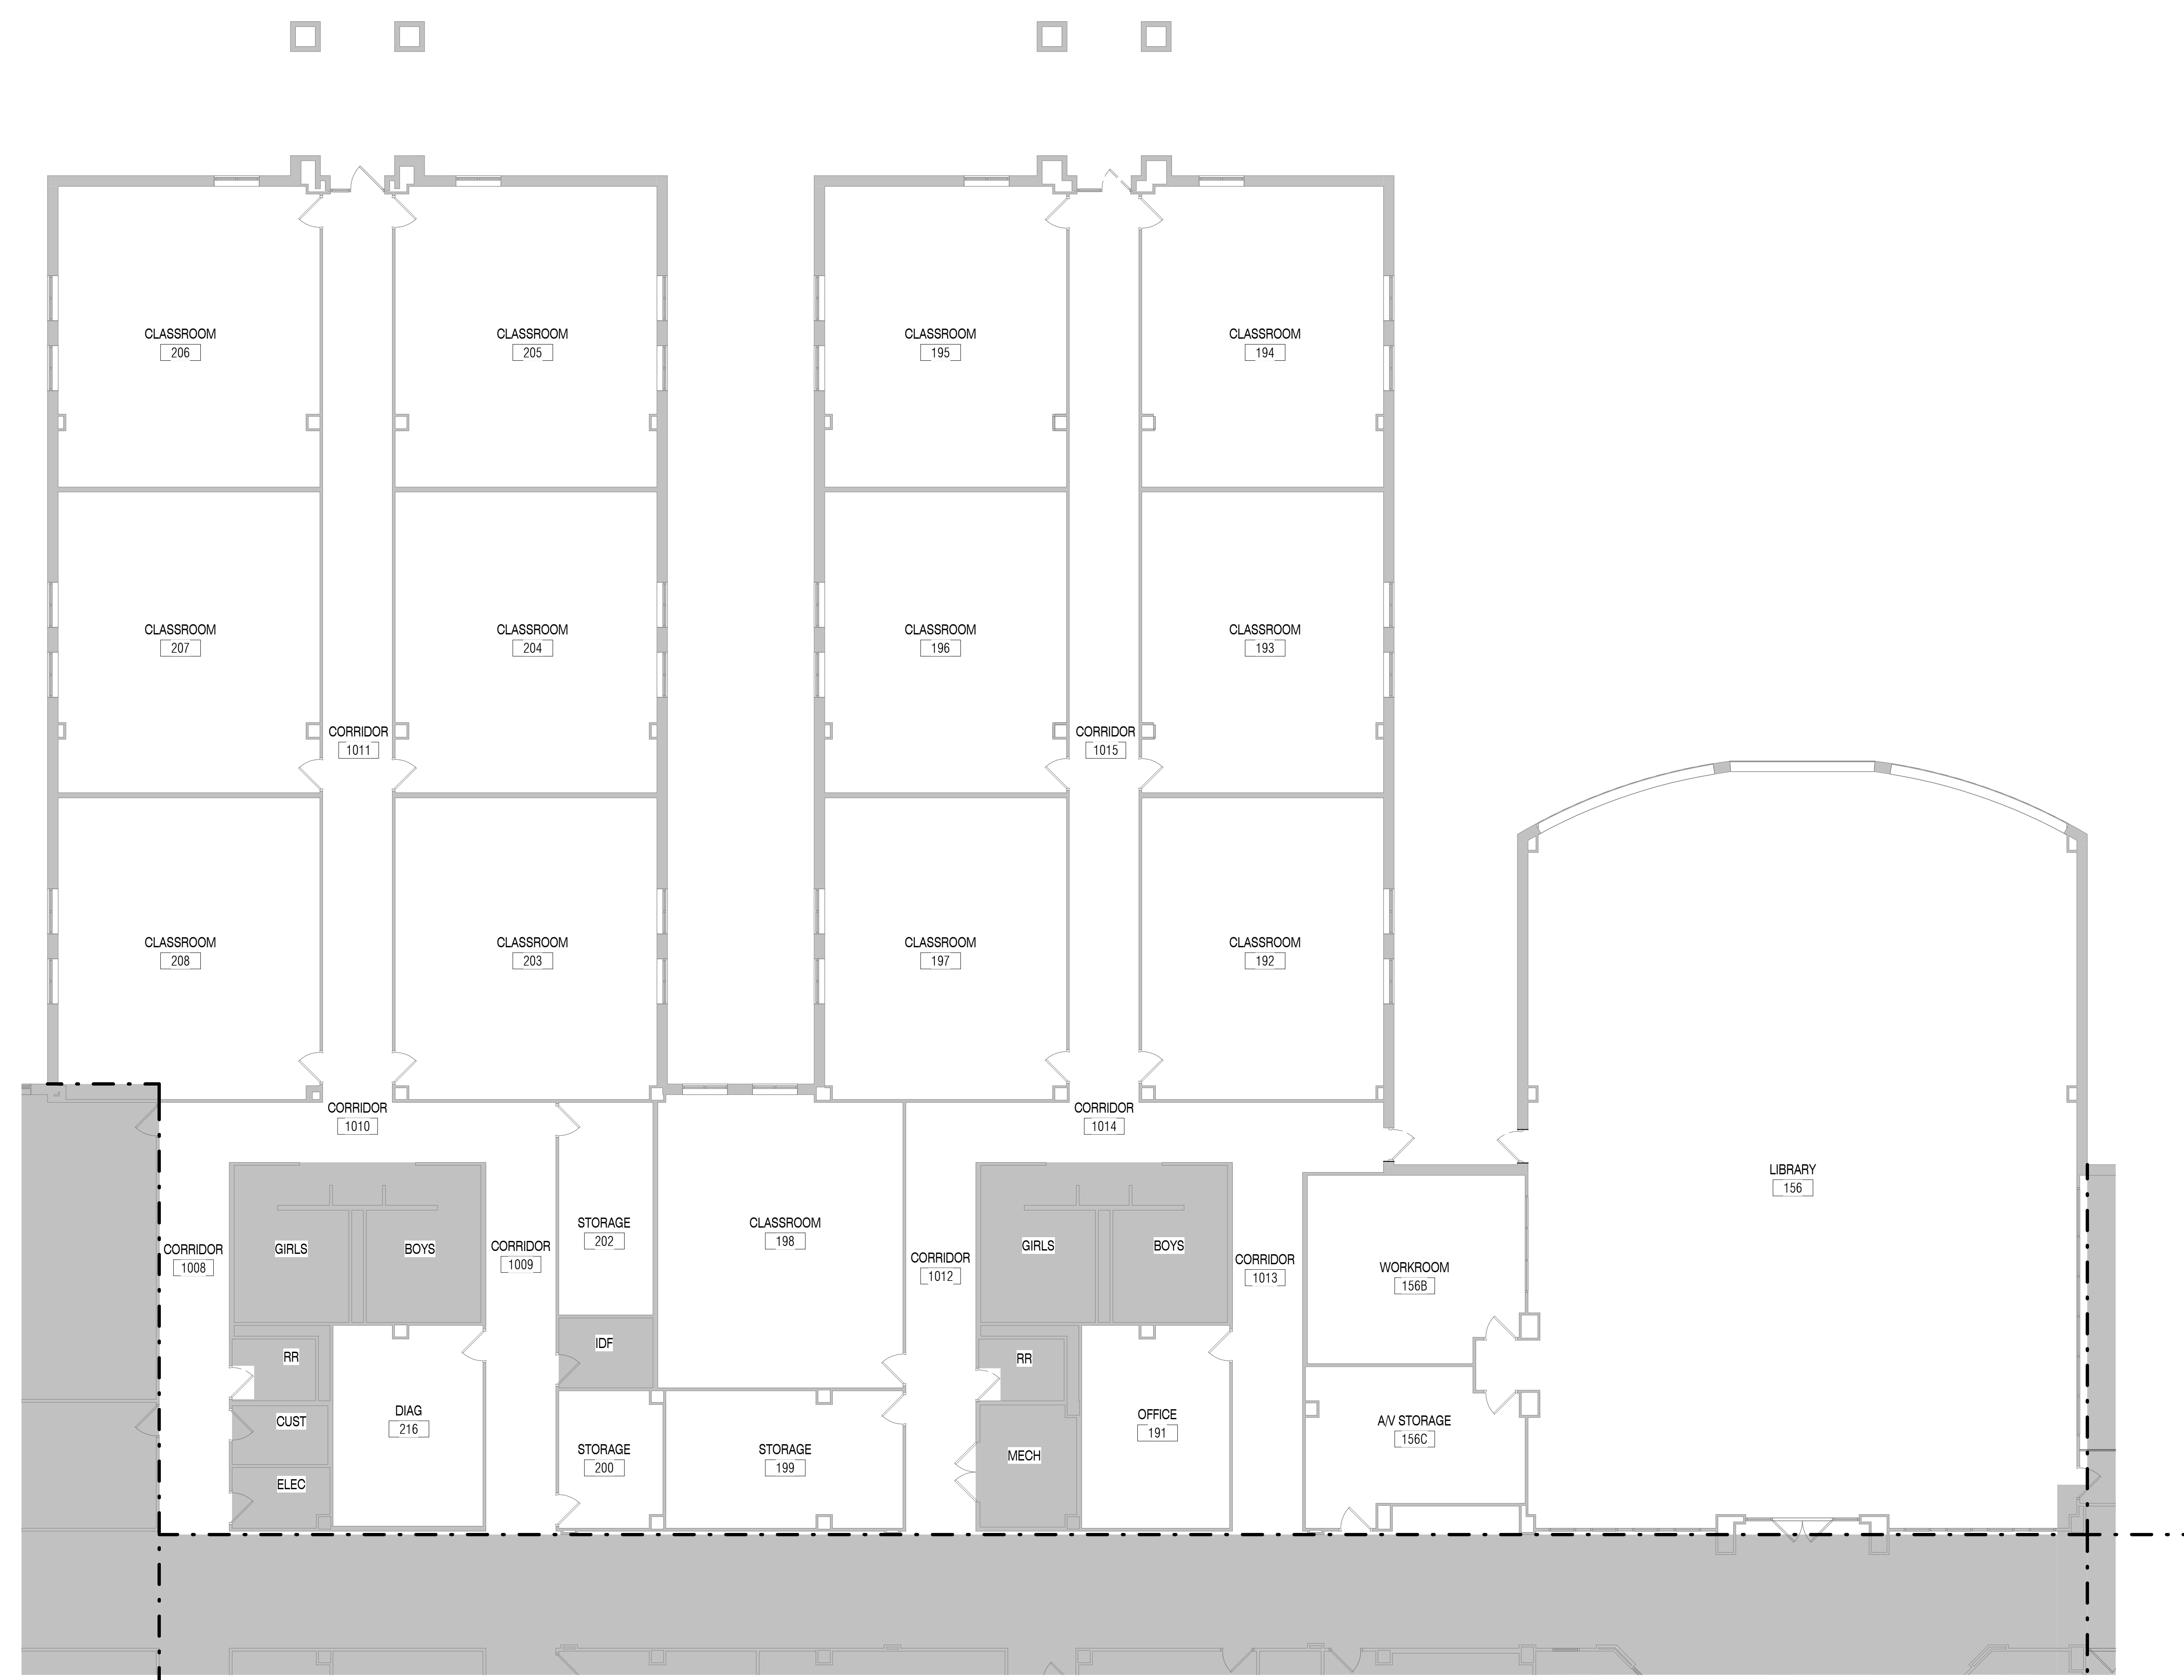 CLASSROOM
206
CLASSROOM
205
CLASSROOM
195
CLASSROOM
194
CLASSROOM
207
CLASSROOM
204
CLASSROOM
196
CLASSROOM
193
CORRIDOR
1011
CORRIDOR
1015
CLASSROOM
208
CLASSROOM
203
CLASSROOM
197
CLASSROOM
192
CORRIDOR
1010
CORRIDOR
1014
LIBRARY
156
CORRIDOR
1008
GIRLS
BOYS
CORRIDOR
1009
STORAGE
202
CLASSROOM
198
CORRIDOR
1012
GIRLS
BOYS
CORRIDOR
1013
WORKROOM
156B
RR
IDF
RR
CUST
DIAG
216
OFFICE
191
A/V STORAGE
156C
ELEC
STORAGE
200
STORAGE
199
MECH